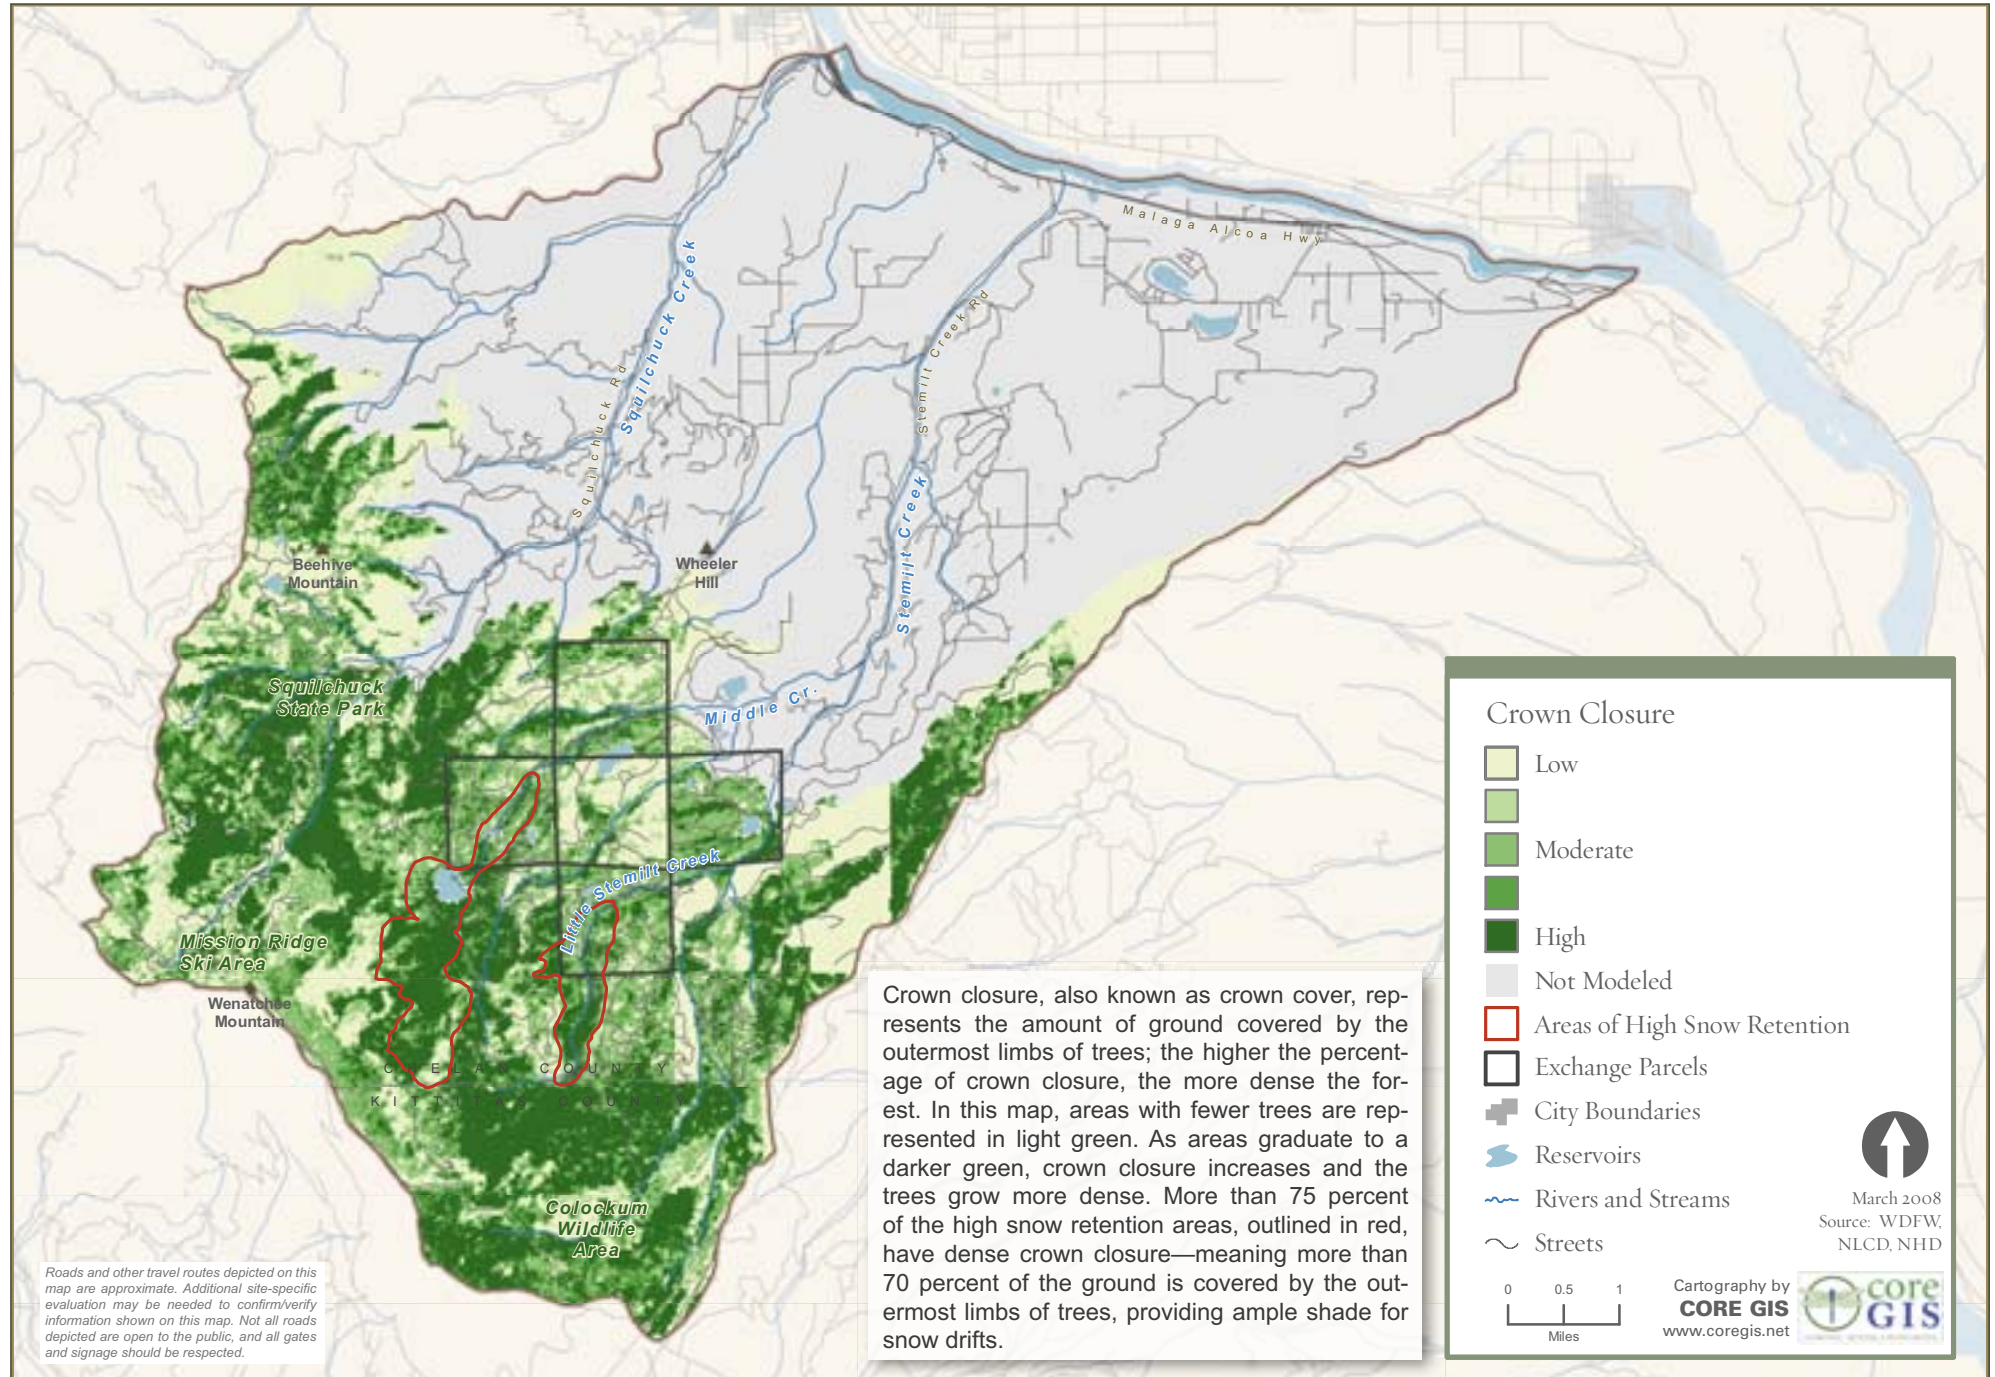 Malaga Alcoa Hwy
Squilchuck Creek
Squilchuck Rd
Stemilt Creek Rd
Stemilt Creek
Beehive
Mountain
Wheeler
Hill
Squilchuck
State Park
Middle Cr.
Little Stemilt Creek
Mission Ridge
Ski Area
Wenatchee
Mountain
CHELAN COUNTY
KITTITAS COUNTY
Colockum
Wildlife
Area
Roads and other travel routes depicted on this
map are approximate. Additional site-specific
evaluation may be needed to confirm/verify
information shown on this map. Not all roads
depicted are open to the public, and all gates
and signage should be respected.
Crown closure, also known as crown cover, rep-
resents the amount of ground covered by the
outermost limbs of trees; the higher the percent-
age of crown closure, the more dense the for-
est. In this map, areas with fewer trees are rep-
resented in light green. As areas graduate to a
darker green, crown closure increases and the
trees grow more dense. More than 75 percent
of the high snow retention areas, outlined in red,
have dense crown closure—meaning more than
70 percent of the ground is covered by the out-
ermost limbs of trees, providing ample shade for
snow drifts.
Crown Closure
Low
Moderate
High
Not Modeled
Areas of High Snow Retention
Exchange Parcels
City Boundaries
Reservoirs
Rivers and Streams
Streets
March 2008
Source: WDFW,
NLCD, NHD
0 0.5 1
Miles
Cartography by
CORE GIS
www.coregis.net
core
GIS